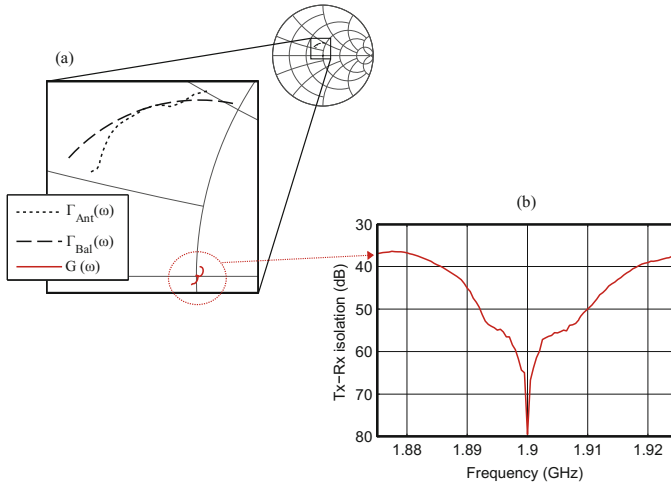 (a)
Γ_Ant(ω)
Γ_Bal(ω)
G (ω)
(b)
Tx−Rx isolation (dB)
30
40
50
60
70
80
1.88
1.89
1.9
1.91
1.92
Frequency (GHz)